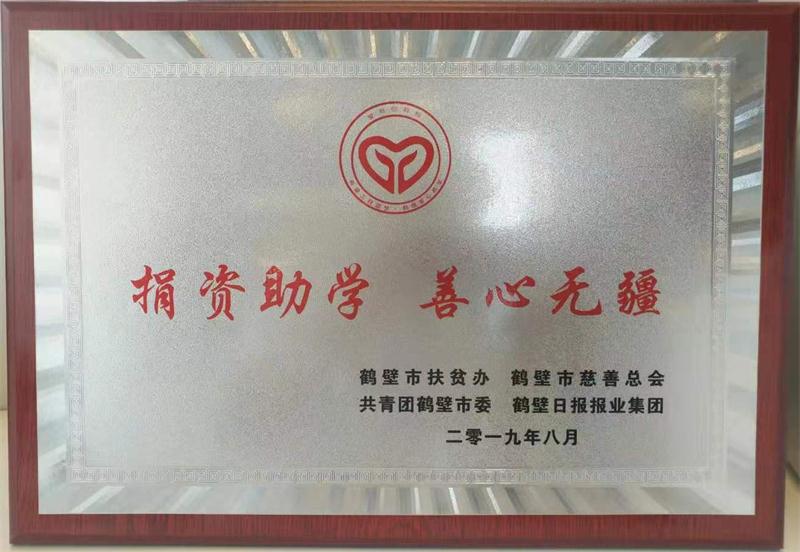 捐资助学 善心无疆
鹤壁市扶贫办 鹤壁市慈善总会
共青团鹤壁市委 鹤壁日报报业集团
二零一九年八月